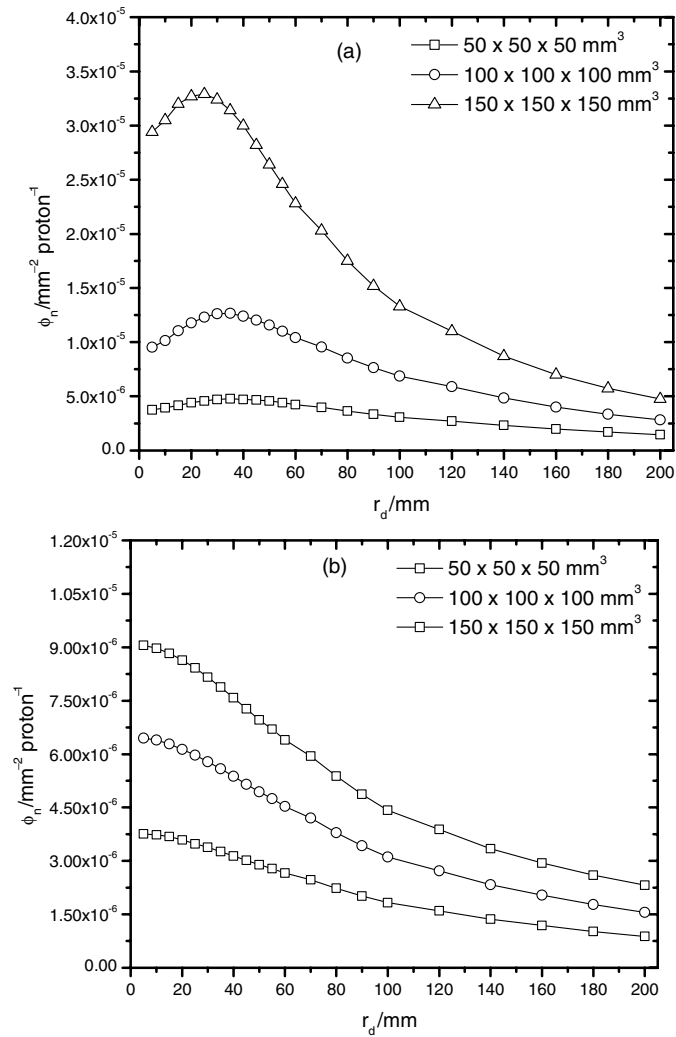 (a)
50 x 50 x 50 mm³
100 x 100 x 100 mm³
150 x 150 x 150 mm³
4.0x10⁻⁵
3.5x10⁻⁵
3.0x10⁻⁵
2.5x10⁻⁵
2.0x10⁻⁵
1.5x10⁻⁵
1.0x10⁻⁵
5.0x10⁻⁶
0.0
ϕₙ/mm⁻² proton⁻¹
0 20 40 60 80 100 120 140 160 180 200
r_d/mm
(b)
50 x 50 x 50 mm³
100 x 100 x 100 mm³
150 x 150 x 150 mm³
1.20x10⁻⁵
1.05x10⁻⁵
9.00x10⁻⁶
7.50x10⁻⁶
6.00x10⁻⁶
4.50x10⁻⁶
3.00x10⁻⁶
1.50x10⁻⁶
0.00
ϕₙ/mm⁻² proton⁻¹
0 20 40 60 80 100 120 140 160 180 200
r_d/mm